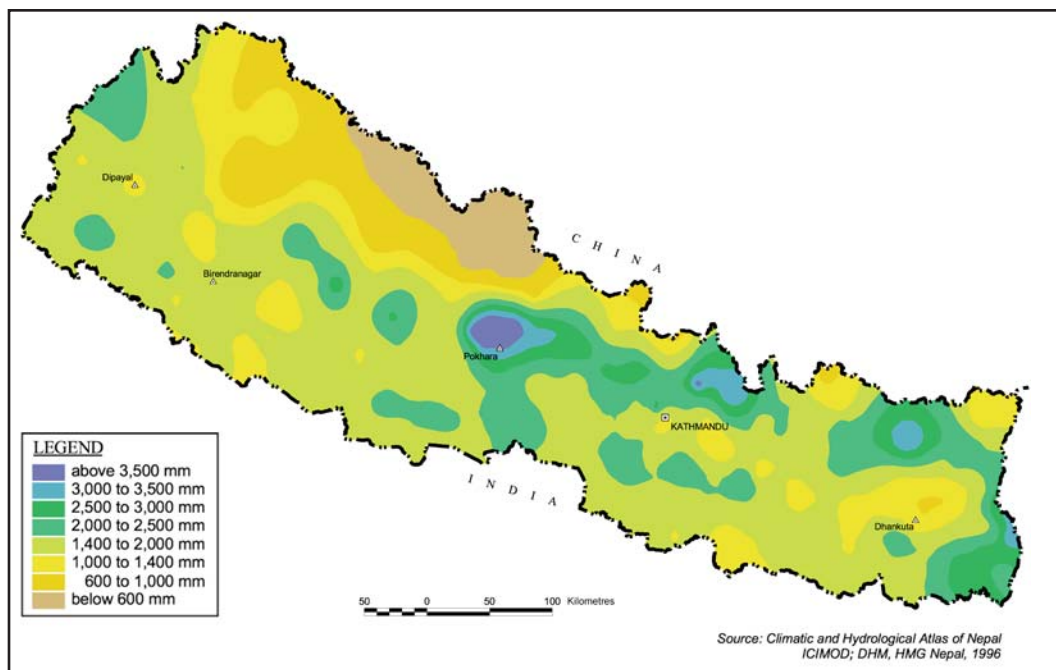 Dipayal
Birendranagar
CHINA
Pokhara
KATHMANDU
INDIA
Dhankuta
LEGEND
above 3,500 mm
3,000 to 3,500 mm
2,500 to 3,000 mm
2,000 to 2,500 mm
1,400 to 2,000 mm
1,000 to 1,400 mm
600 to 1,000 mm
below 600 mm
50 0 50 100 Kilometres
Source: Climatic and Hydrological Atlas of Nepal
ICIMOD; DHM, HMG Nepal, 1996